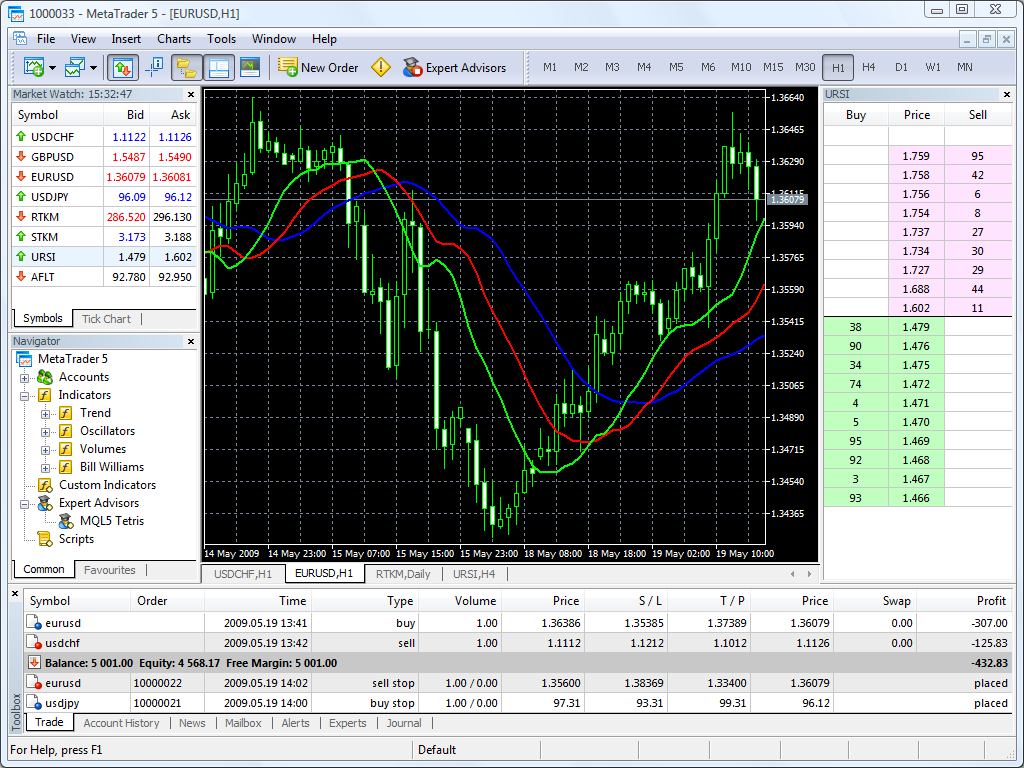 1000033 - MetaTrader 5 - [EURUSD,H1]
File View Insert Charts Tools Window Help
New Order Expert Advisors M1 M2 M3 M4 M5 M6 M10 M15 M30 H1 H4 D1 W1 MN
Market Watch: 15:32:47
Symbol Bid Ask
USDCHF 1.1122 1.1126
GBPUSD 1.5487 1.5490
EURUSD 1.36079 1.36081
USDJPY 96.09 96.12
RTKM 286.520 296.130
STKM 3.173 3.188
URSI 1.479 1.602
AFLT 92.780 92.950
Symbols Tick Chart
Navigator
MetaTrader 5
Accounts
Indicators
Trend
Oscillators
Volumes
Bill Williams
Custom Indicators
Expert Advisors
MQL5 Tetris
Scripts
Common Favourites
1.36640
1.36465
1.36290
1.36115
1.36079
1.35940
1.35765
1.35590
1.35415
1.35240
1.35065
1.34890
1.34715
1.34540
1.34365
14 May 2009 14 May 23:00 15 May 07:00 15 May 15:00 15 May 23:00 18 May 08:00 18 May 18:00 19 May 02:00 19 May 10:00
USDCHF,H1 EURUSD,H1 RTKM,Daily URSI,H4
URSI
Buy Price Sell
1.759 95
1.758 42
1.756 6
1.754 8
1.737 27
1.734 30
1.727 29
1.688 44
1.602 11
38 1.479
90 1.476
34 1.475
74 1.472
4 1.471
5 1.470
95 1.469
92 1.468
3 1.467
93 1.466
Symbol Order Time Type Volume Price S / L T / P Price Swap Profit
eurusd 2009.05.19 13:41 buy 1.00 1.36386 1.35385 1.37389 1.36079 0.00 -307.00
usdchf 2009.05.19 13:42 sell 1.00 1.1112 1.1212 1.1012 1.1126 0.00 -125.83
Balance: 5 001.00 Equity: 4 568.17 Free Margin: 5 001.00 -432.83
eurusd 10000022 2009.05.19 14:02 sell stop 1.00 / 0.00 1.35600 1.38369 1.33400 1.36079 placed
usdjpy 10000021 2009.05.19 14:00 buy stop 1.00 / 0.00 97.31 93.31 99.31 96.12 placed
Toolbox
Trade Account History News Mailbox Alerts Experts Journal
For Help, press F1 Default